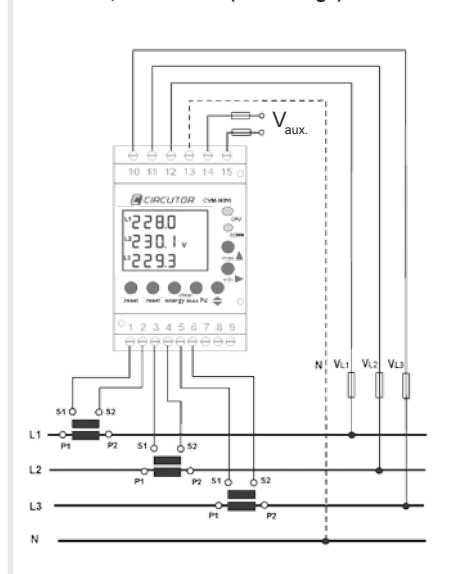 V aux.
10 11 12 13 14 15
CIRCUTOR CVM-MINI
L1 228.0
CPU
L2 230.1 V
COMM
L3 229.3
max
min
clear
reset reset energy max Pd
1 2 3 4 5 6 7 8 9
N VL1 VL2 VL3
S1 S2
L1
P1 P2
S1 S2
L2
P1 P2
S1 S2
L3
P1 P2
N